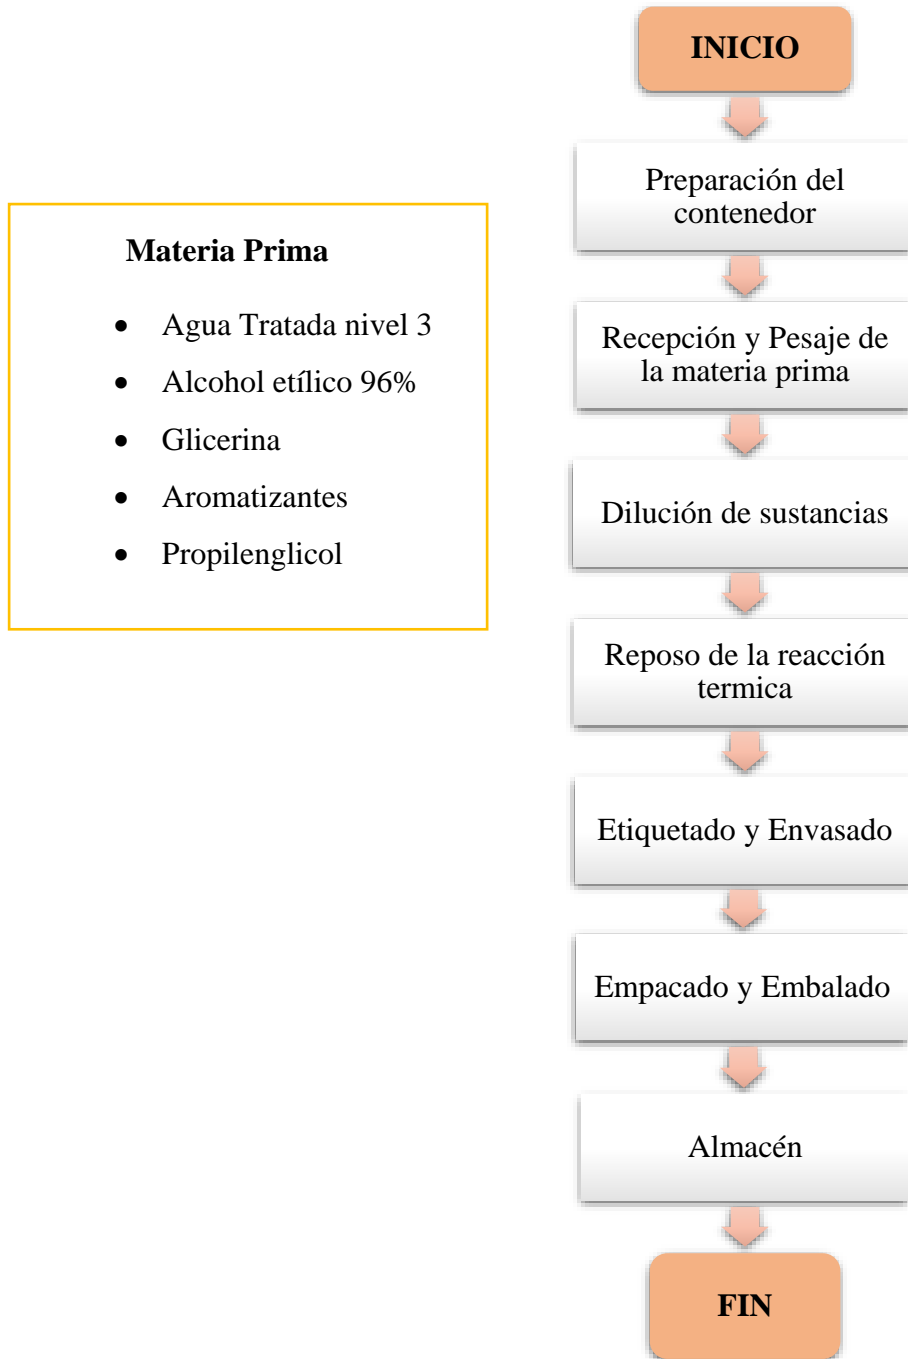 INICIO
Preparación del
contenedor
Materia Prima
• Agua Tratada nivel 3
• Alcohol etílico 96%
• Glicerina
• Aromatizantes
• Propilenglicol
Recepción y Pesaje de
la materia prima
Dilución de sustancias
Reposo de la reacción
termica
Etiquetado y Envasado
Empacado y Embalado
Almacén
FIN